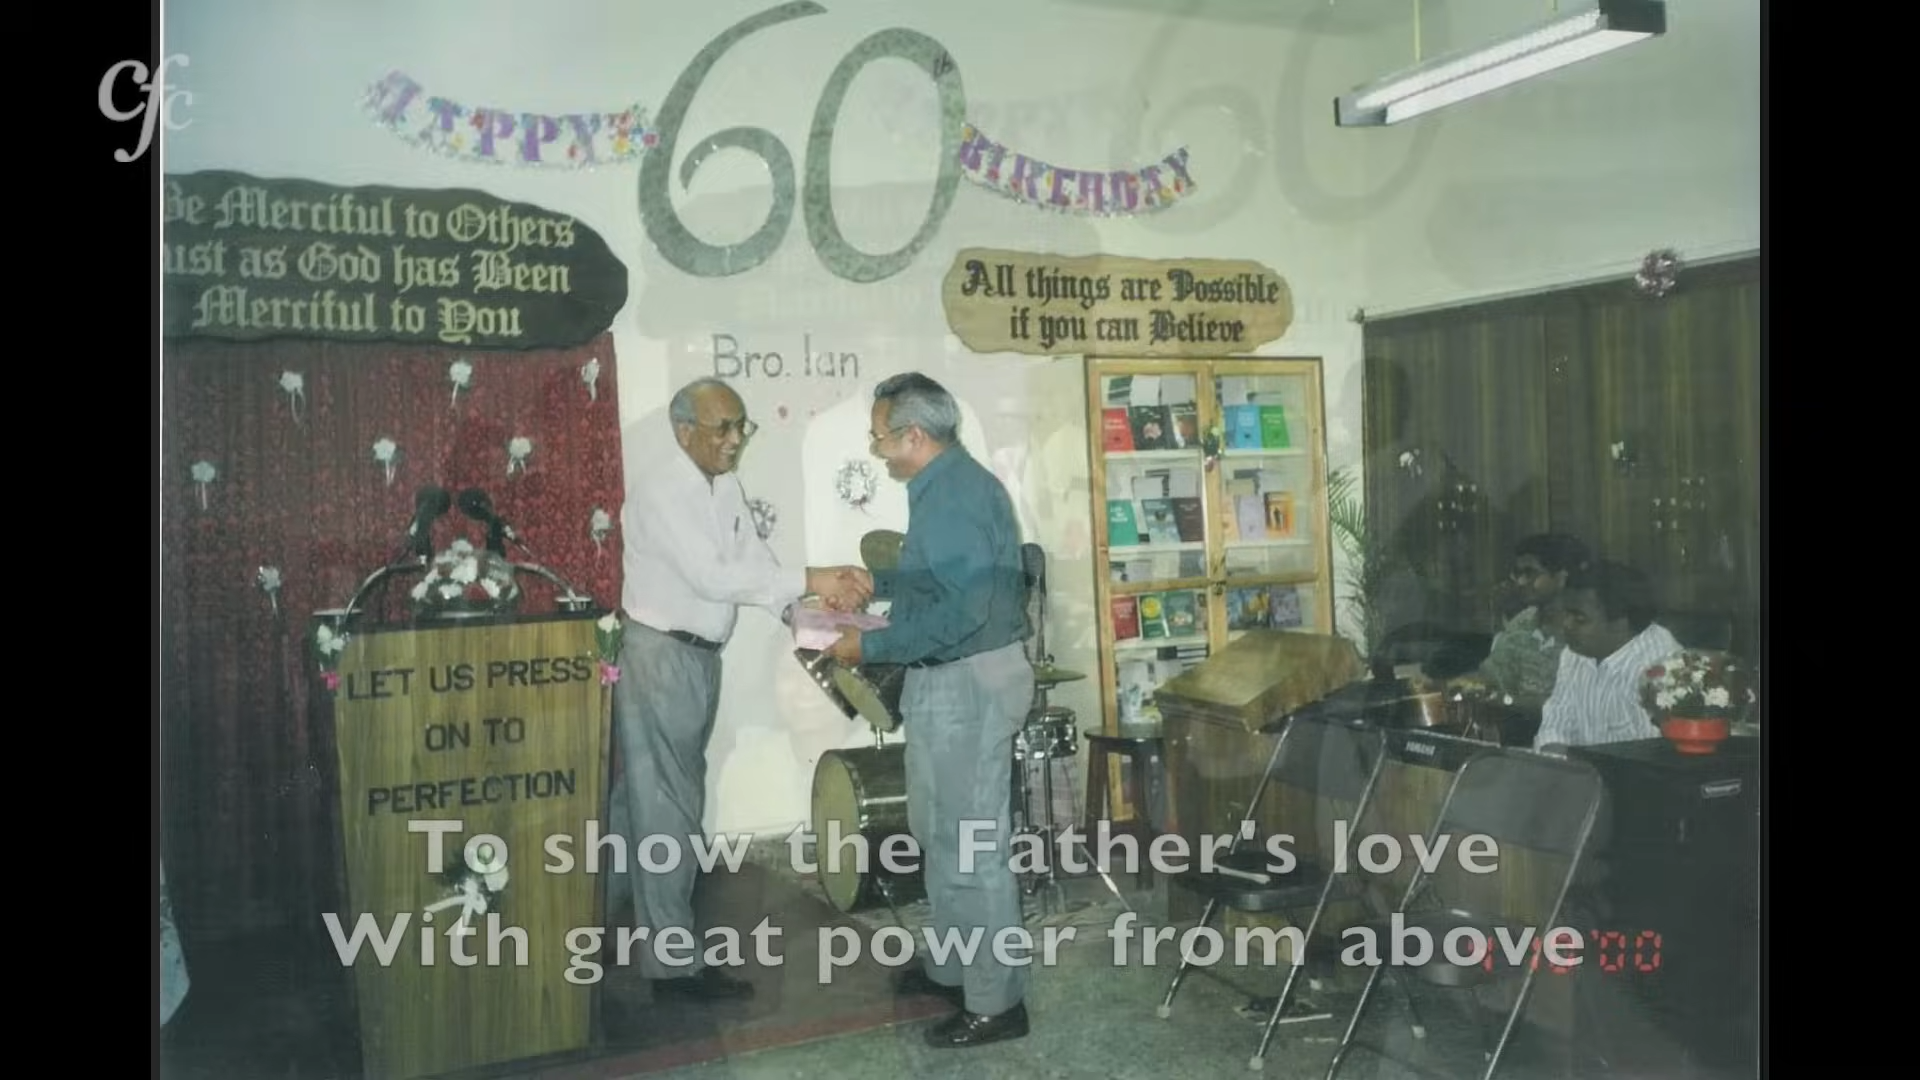 cfc
60th
HAPPY
BIRTHDAY
Be Merciful to Others
Just as God has Been
Merciful to You
All things are Possible
if you can Believe
Bro. Ian
LET US PRESS
ON TO
PERFECTION
YAMAHA
To show the Father's love
With great power from above
'00